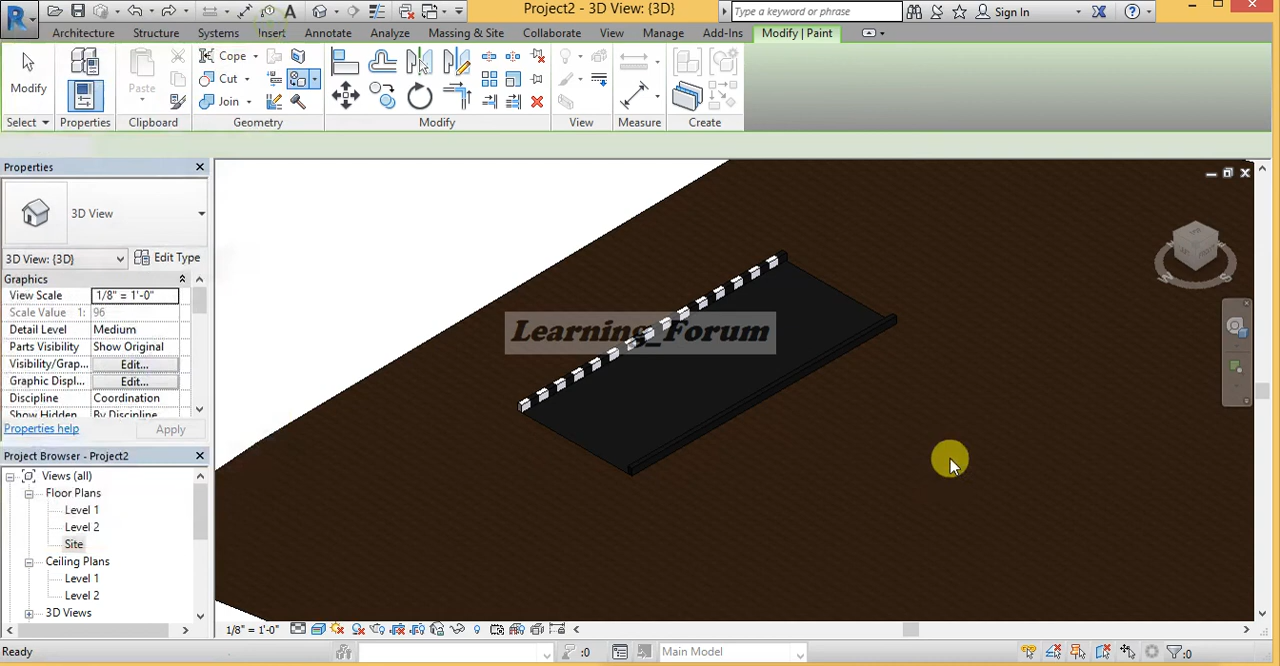 Project2 - 3D View: {3D}
Type a keyword or phrase
Sign In
Architecture Structure Systems Insert Annotate Analyze Massing & Site Collaborate View Manage Add-Ins Modify | Paint
Modify
Paste
Cope
Cut
Join
Select Properties Clipboard Geometry Modify View Measure Create
Properties
3D View
3D View: {3D} Edit Type
Graphics
View Scale 1/8" = 1'-0"
Scale Value 1: 96
Detail Level Medium
Parts Visibility Show Original
Visibility/Grap... Edit...
Graphic Displ... Edit...
Discipline Coordination
Show Hidden By Discipline
Properties help Apply
Project Browser - Project2
Views (all)
Floor Plans
Level 1
Level 2
Site
Ceiling Plans
Level 1
Level 2
3D Views
Learning_Forum
1/8" = 1'-0"
Ready
:0
Main Model
:0